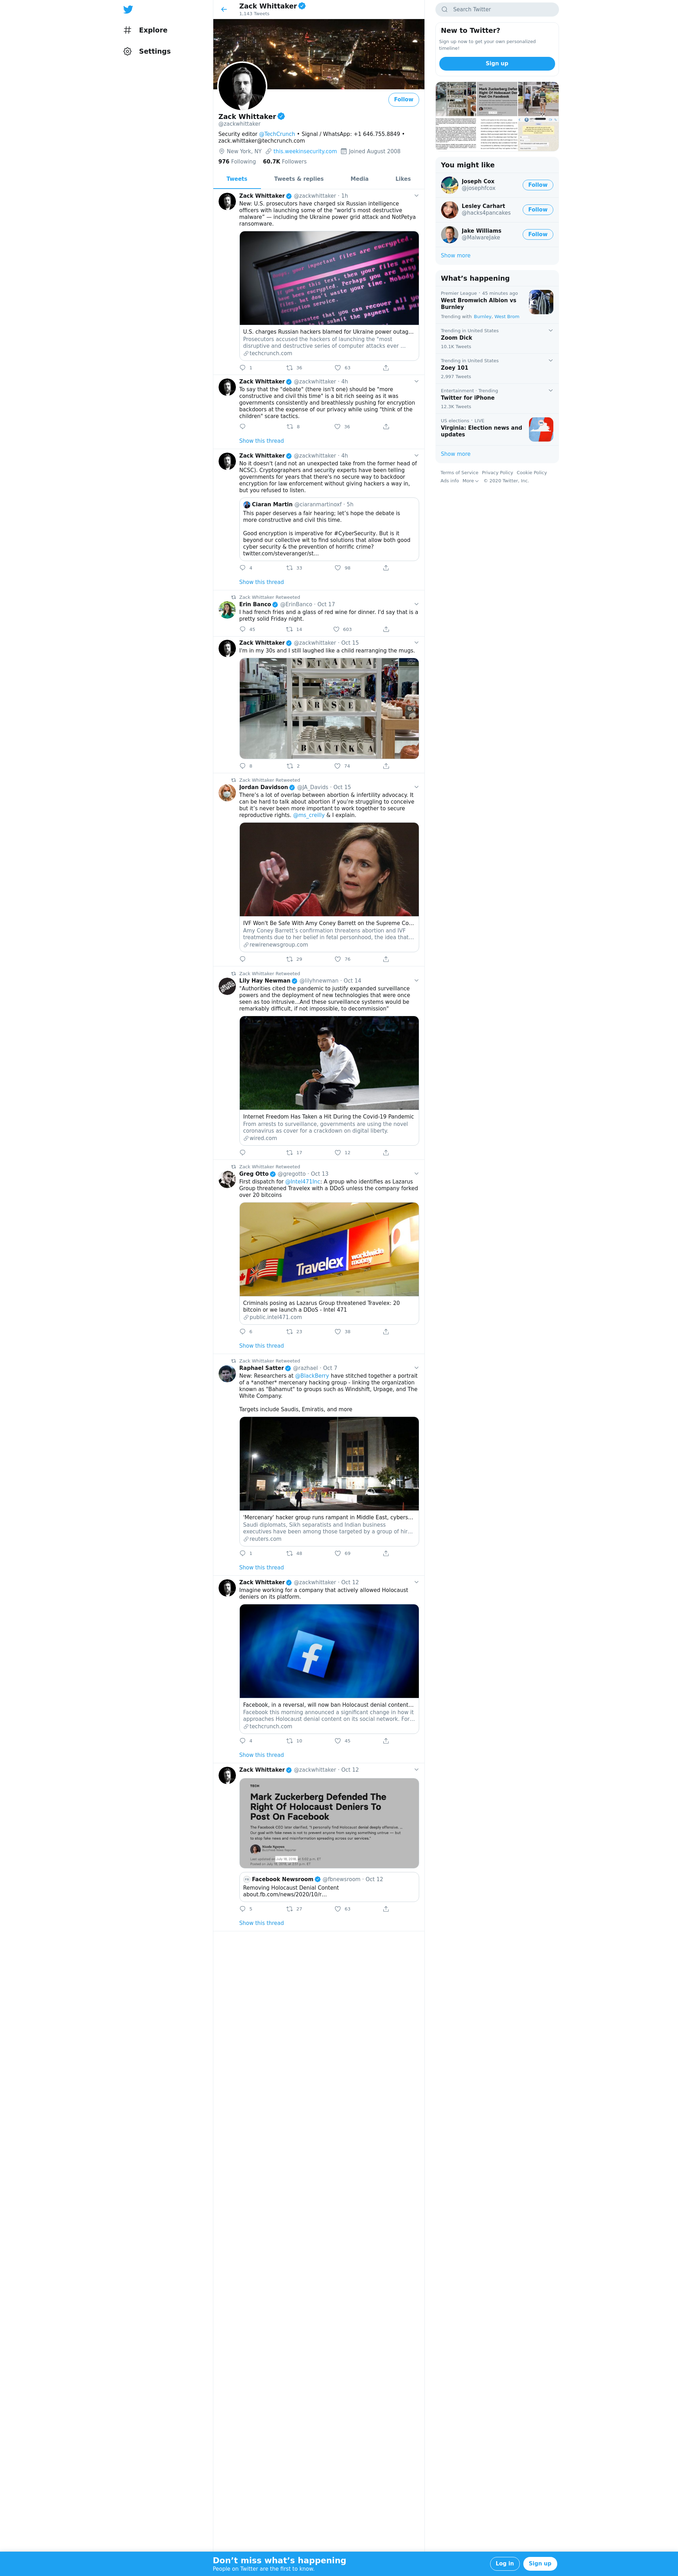 Explore
Settings
Zack Whittaker
1,143 Tweets
Follow
Zack Whittaker
@zackwhittaker
Security editor @TechCrunch • Signal / WhatsApp: +1 646.755.8849 •
zack.whittaker@techcrunch.com
New York, NY this.weekinsecurity.com Joined August 2008
976 Following 60.7K Followers
Tweets Tweets & replies Media Likes
Zack Whittaker @zackwhittaker · 1h
New: U.S. prosecutors have charged six Russian intelligence
officers with launching some of the "world's most destructive
malware" — including the Ukraine power grid attack and NotPetya
ransomware.
U.S. charges Russian hackers blamed for Ukraine power outag...
Prosecutors accused the hackers of launching the "most
disruptive and destructive series of computer attacks ever ...
techcrunch.com
1 36 63
Zack Whittaker @zackwhittaker · 4h
To say that the "debate" (there isn't one) should be "more
constructive and civil this time" is a bit rich seeing as it was
governments consistently and breathlessly pushing for encryption
backdoors at the expense of our privacy while using "think of the
children" scare tactics.
8 36
Show this thread
Zack Whittaker @zackwhittaker · 4h
No it doesn't (and not an unexpected take from the former head of
NCSC). Cryptographers and security experts have been telling
governments for years that there's no secure way to backdoor
encryption for law enforcement without giving hackers a way in,
but you refused to listen.
Ciaran Martin @ciaranmartinoxf · 5h
This paper deserves a fair hearing; let's hope the debate is
more constructive and civil this time.
Good encryption is imperative for #CyberSecurity. But is it
beyond our collective wit to find solutions that allow both good
cyber security & the prevention of horrific crime?
twitter.com/steveranger/st...
4 33 98
Show this thread
Zack Whittaker Retweeted
Erin Banco @ErinBanco · Oct 17
I had french fries and a glass of red wine for dinner. I'd say that is a
pretty solid Friday night.
45 14 603
Zack Whittaker @zackwhittaker · Oct 15
I'm in my 30s and I still laughed like a child rearranging the mugs.
ARSE
8 2 74
Zack Whittaker Retweeted
Jordan Davidson @JA_Davids · Oct 15
There's a lot of overlap between abortion & infertility advocacy. It
can be hard to talk about abortion if you're struggling to conceive
but it's never been more important to work together to secure
reproductive rights. @ms_creilly & I explain.
IVF Won't Be Safe With Amy Coney Barrett on the Supreme Co...
Amy Coney Barrett's confirmation threatens abortion and IVF
treatments due to her belief in fetal personhood, the idea that...
rewirenewsgroup.com
29 76
Zack Whittaker Retweeted
Lily Hay Newman @lilyhnewman · Oct 14
"Authorities cited the pandemic to justify expanded surveillance
powers and the deployment of new technologies that were once
seen as too intrusive...And these surveillance systems would be
remarkably difficult, if not impossible, to decommission"
Internet Freedom Has Taken a Hit During the Covid-19 Pandemic
From arrests to surveillance, governments are using the novel
coronavirus as cover for a crackdown on digital liberty.
wired.com
17 12
Zack Whittaker Retweeted
Greg Otto @gregotto · Oct 13
First dispatch for @Intel471Inc: A group who identifies as Lazarus
Group threatened Travelex with a DDoS unless the company forked
over 20 bitcoins
Travelex worldwide money
Criminals posing as Lazarus Group threatened Travelex: 20
bitcoin or we launch a DDoS - Intel 471
public.intel471.com
6 23 38
Show this thread
Zack Whittaker Retweeted
Raphael Satter @razhael · Oct 7
New: Researchers at @BlackBerry have stitched together a portrait
of a *another* mercenary hacking group - linking the organization
known as "Bahamut" to groups such as Windshift, Urpage, and The
White Company.
Targets include Saudis, Emiratis, and more
'Mercenary' hacker group runs rampant in Middle East, cybers...
Saudi diplomats, Sikh separatists and Indian business
executives have been among those targeted by a group of hir...
reuters.com
1 48 64
Show this thread
Zack Whittaker @zackwhittaker · Oct 12
Imagine working for a company that actively allowed Holocaust
deniers on its platform.
Facebook, in a reversal, will now ban Holocaust denial content...
Facebook this morning announced a significant change in how it
approaches Holocaust denial content on its social network. For...
techcrunch.com
4 10 45
Show this thread
Zack Whittaker @zackwhittaker · Oct 12
TECH
Mark Zuckerberg Defended The
Right Of Holocaust Deniers To
Post On Facebook
Facebook Newsroom @fbnewsroom · Oct 12
Removing Holocaust Denial Content
about.fb.com/news/2020/10/r...
5 27 63
Show this thread
Search Twitter
New to Twitter?
Sign up now to get your own personalized
timeline!
Sign up
You might like
Joseph Cox
@josephfcox
Follow
Lesley Carhart
@hacks4pancakes
Follow
Jake Williams
@MalwareJake
Follow
Show more
What's happening
Premier League · 45 minutes ago
West Bromwich Albion vs
Burnley
Trending with Burnley, West Brom
Trending in United States
Zoom Dick
10.1K Tweets
Trending in United States
Zoey 101
2,997 Tweets
Entertainment · Trending
Twitter for iPhone
12.3K Tweets
US elections · LIVE
Virginia: Election news and
updates
Show more
Terms of Service Privacy Policy Cookie Policy
Ads info More © 2020 Twitter, Inc.
Don't miss what's happening
People on Twitter are the first to know.
Log in Sign up